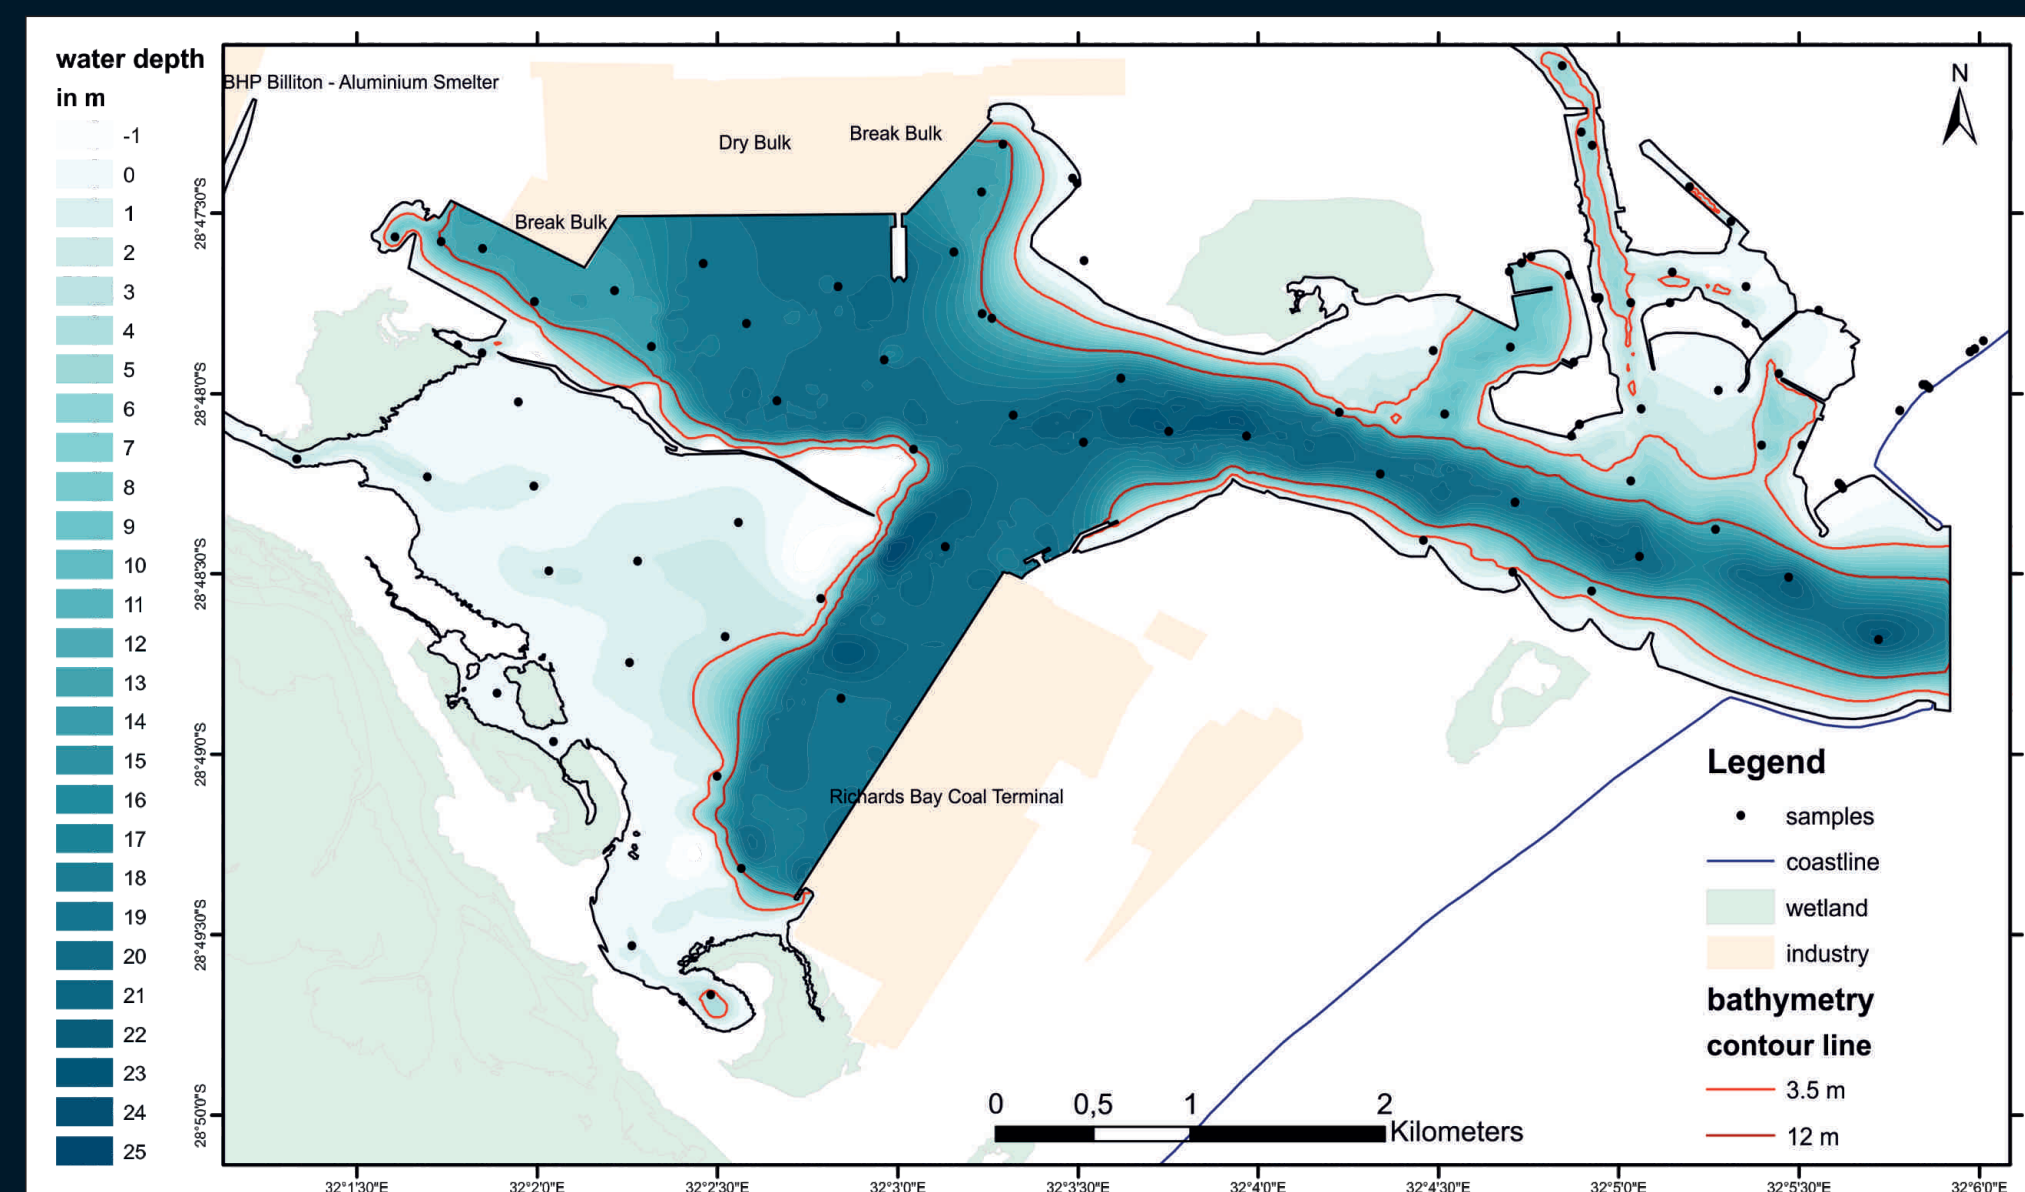 water depth
in m
-1
0
1
2
3
4
5
6
7
8
9
10
11
12
13
14
15
16
17
18
19
20
21
22
23
24
25
BHP Billiton - Aluminium Smelter
Dry Bulk
Break Bulk
Break Bulk
N
28°47'30"S
28°48'0"S
28°48'30"S
28°49'0"S
28°49'30"S
28°50'0"S
Richards Bay Coal Terminal
Legend
samples
coastline
wetland
industry
bathymetry
contour line
3.5 m
12 m
0 0,5 1 2
Kilometers
32°1'30"E 32°2'0"E 32°2'30"E 32°3'0"E 32°3'30"E 32°4'0"E 32°4'30"E 32°5'0"E 32°5'30"E 32°6'0"E